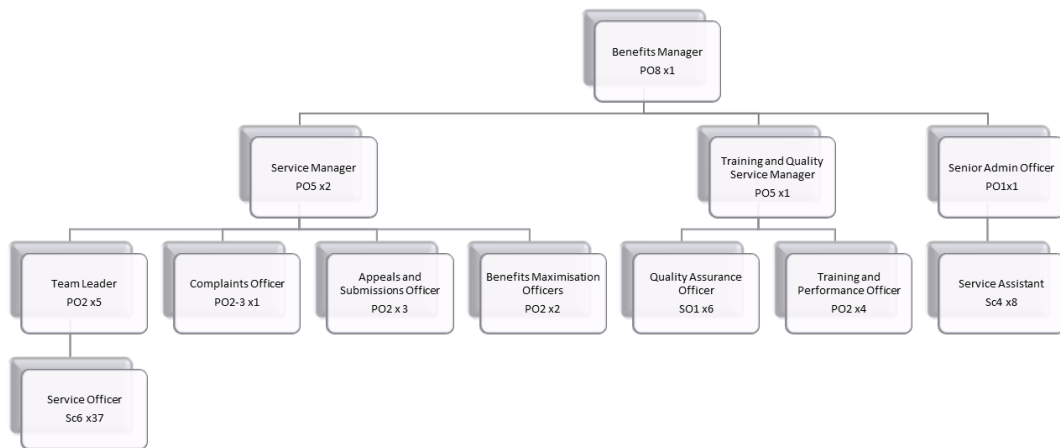 Benefits Manager
PO8 x1
Service Manager
PO5 x2
Training and Quality
Service Manager
PO5 x1
Senior Admin Officer
PO1x1
Team Leader
PO2 x5
Complaints Officer
PO2-3 x1
Appeals and
Submissions Officer
PO2 x 3
Benefits Maximisation
Officers
PO2 x2
Quality Assurance
Officer
SO1 x6
Training and
Performance Officer
PO2 x4
Service Assistant
Sc4 x8
Service Officer
Sc6 x37